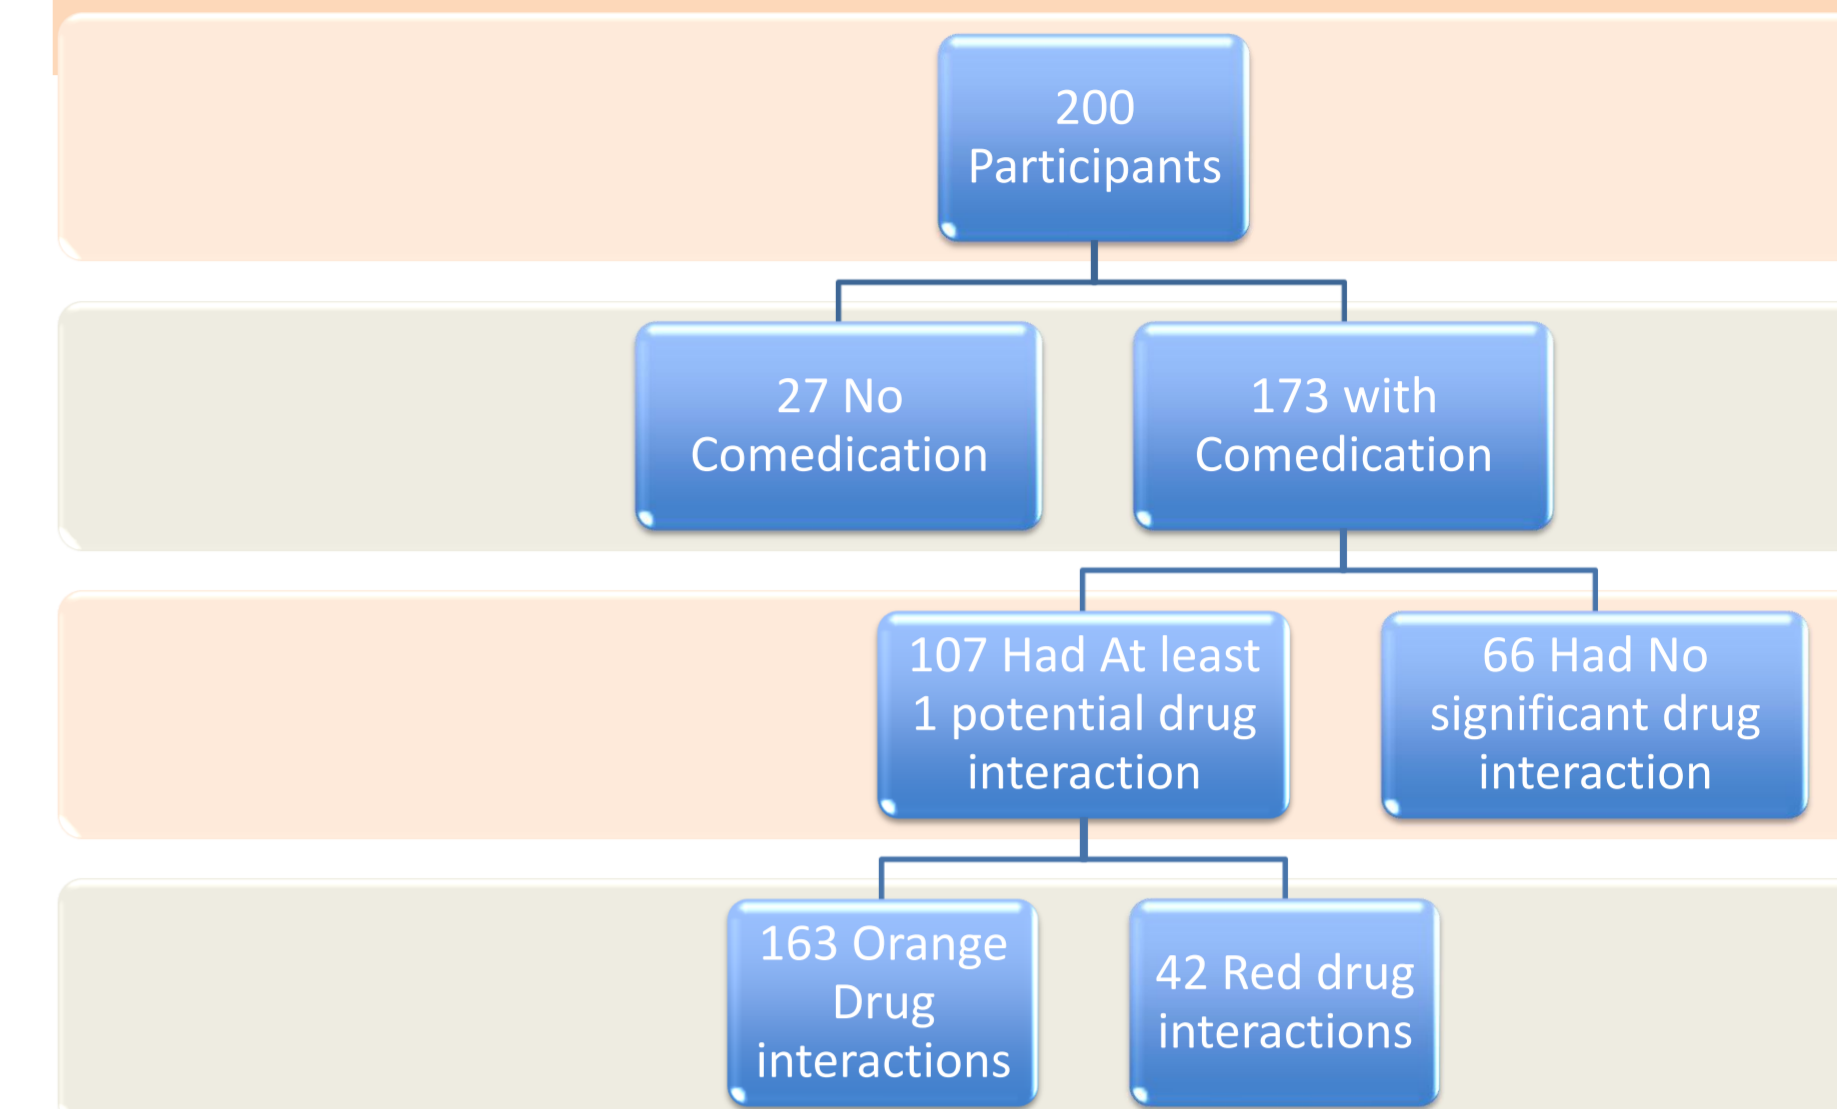 200
Participants
27 No
Comedication
173 with
Comedication
107 Had At least
1 potential drug
interaction
66 Had No
significant drug
interaction
163 Orange
Drug
interactions
42 Red drug
interactions